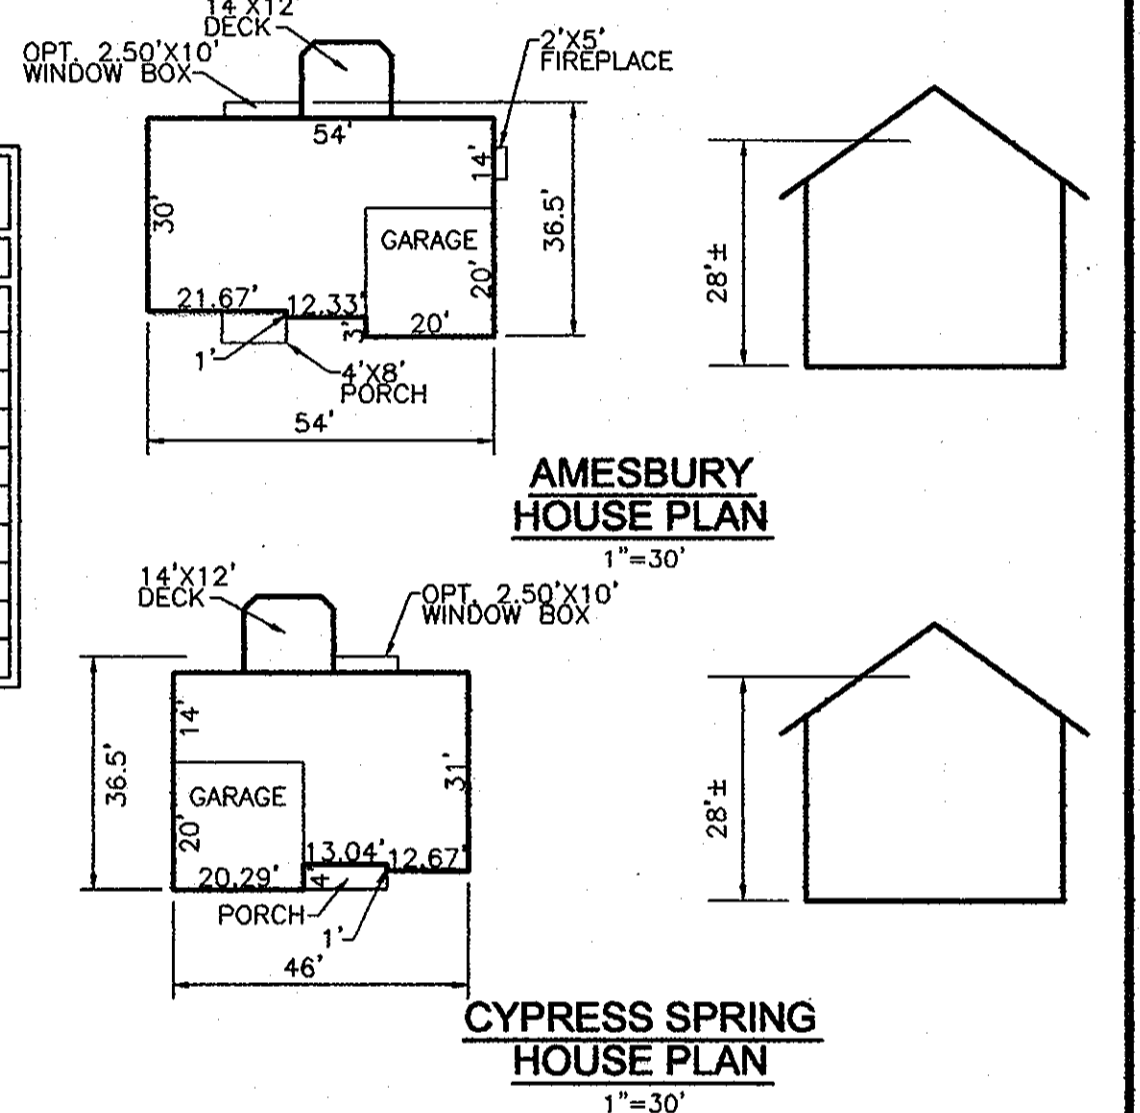 14'X12'
DECK
OPT. 2.50'X10'
WINDOW BOX
2'X5'
FIREPLACE
54'
14'
30'
36.5'
GARAGE
20'
21.67'
12.33'
20'
3'
1'
4'X8'
PORCH
54'
28'±
AMESBURY
HOUSE PLAN
1"=30'
14'X12'
DECK
OPT. 2.50'X10'
WINDOW BOX
14'
36.5'
31'
GARAGE
20'
13.04'
12.67'
20.29'
4'
PORCH
1'
46'
28'±
CYPRESS SPRING
HOUSE PLAN
1"=30'